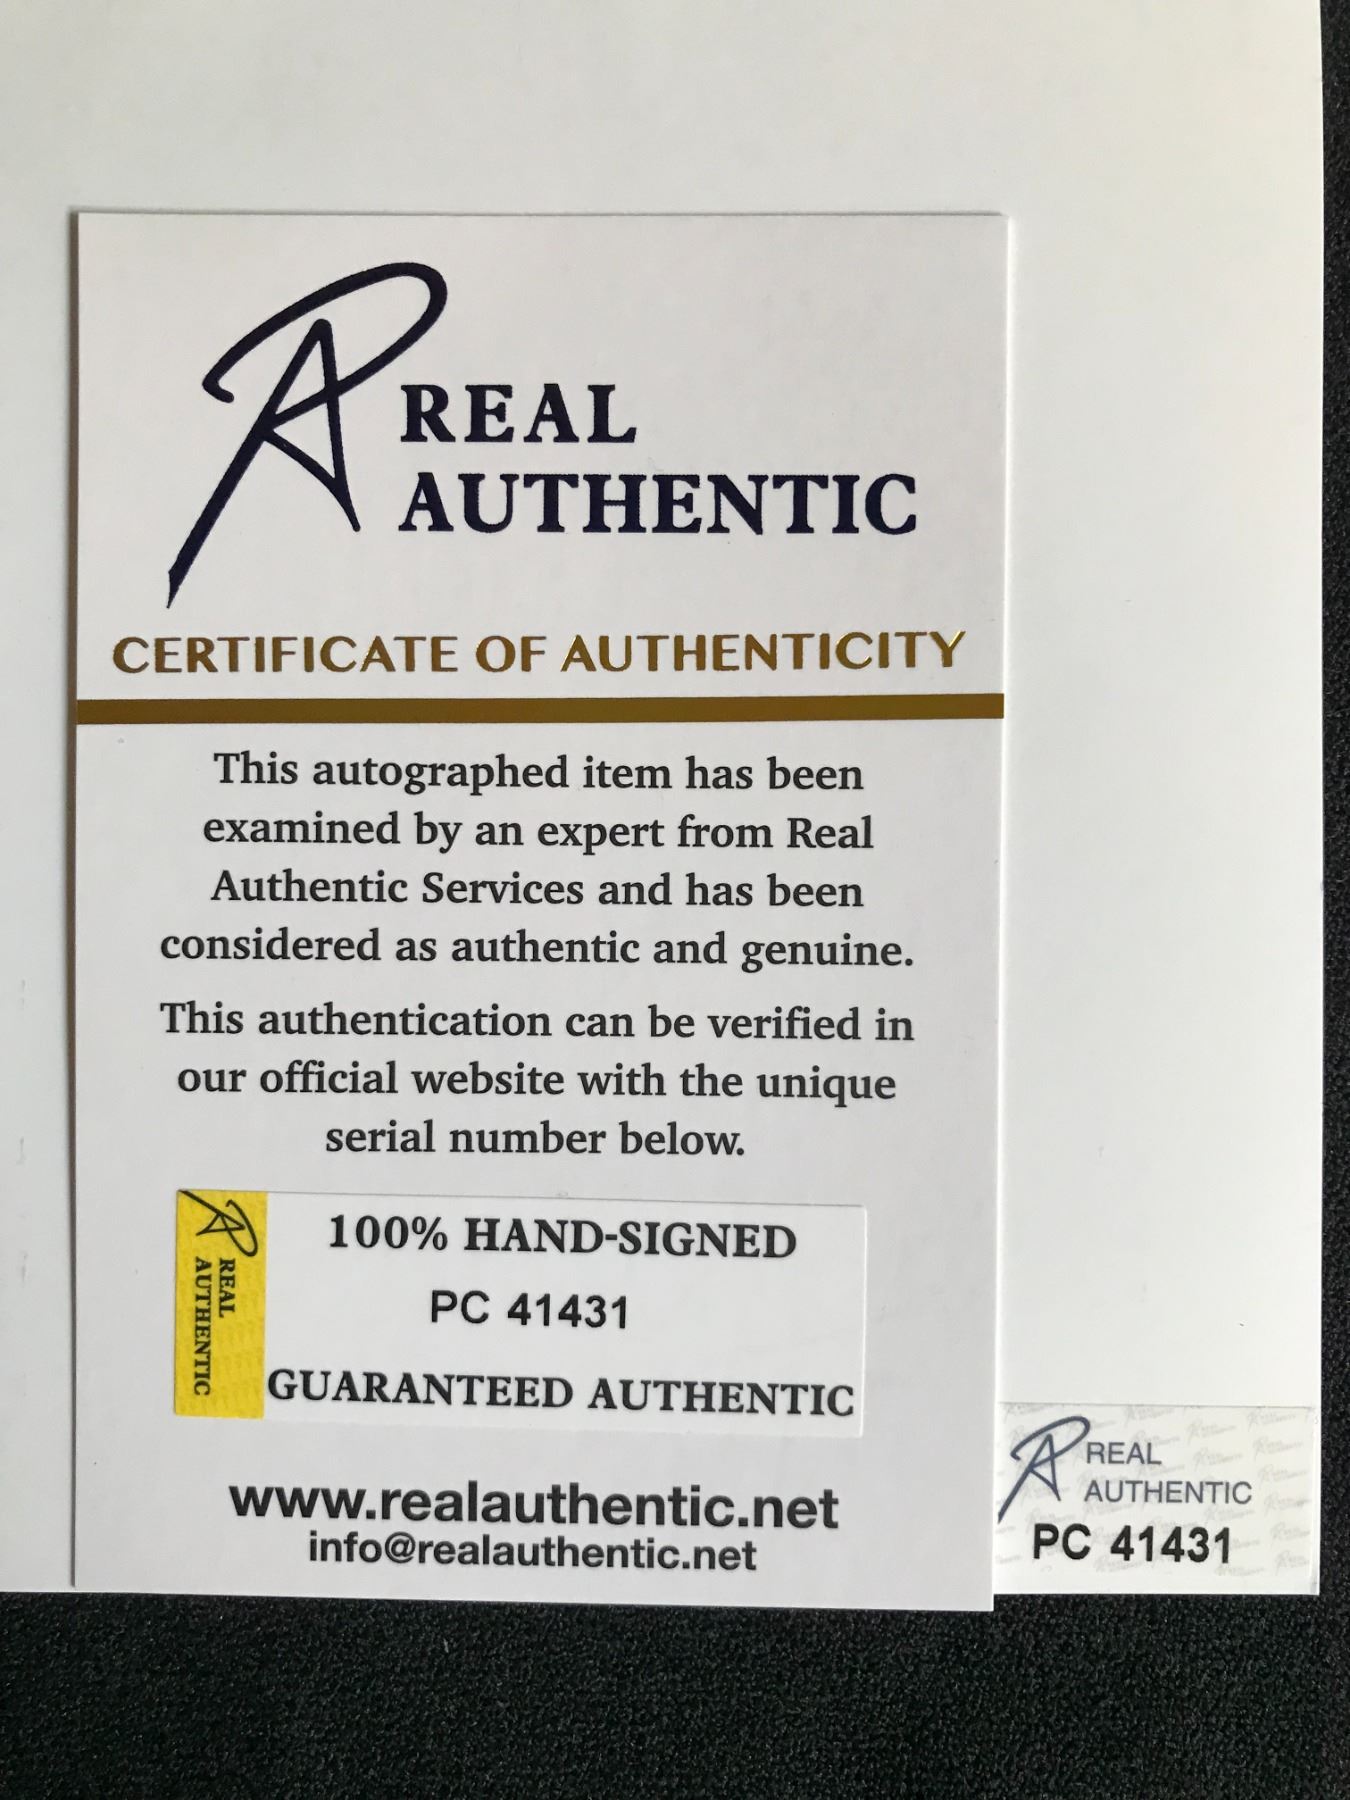 REAL
AUTHENTIC
CERTIFICATE OF AUTHENTICITY
This autographed item has been
examined by an expert from Real
Authentic Services and has been
considered as authentic and genuine.
This authentication can be verified in
our official website with the unique
serial number below.
REAL
AUTHENTIC
100% HAND-SIGNED
PC 41431
GUARANTEED AUTHENTIC
www.realauthentic.net
info@realauthentic.net
REAL
AUTHENTIC
PC 41431